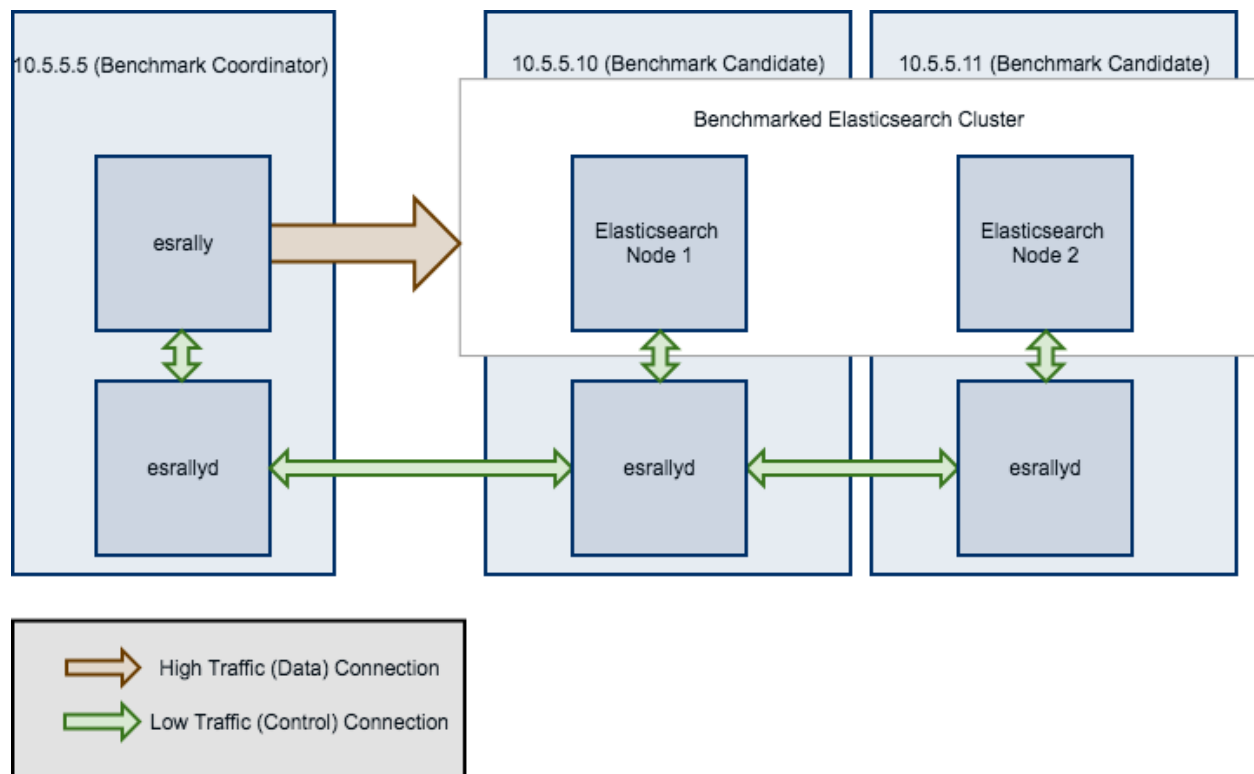 10.5.5.5 (Benchmark Coordinator)
10.5.5.10 (Benchmark Candidate)
10.5.5.11 (Benchmark Candidate)
Benchmarked Elasticsearch Cluster
esrally
Elasticsearch
Node 1
Elasticsearch
Node 2
esrallyd
esrallyd
esrallyd
High Traffic (Data) Connection
Low Traffic (Control) Connection